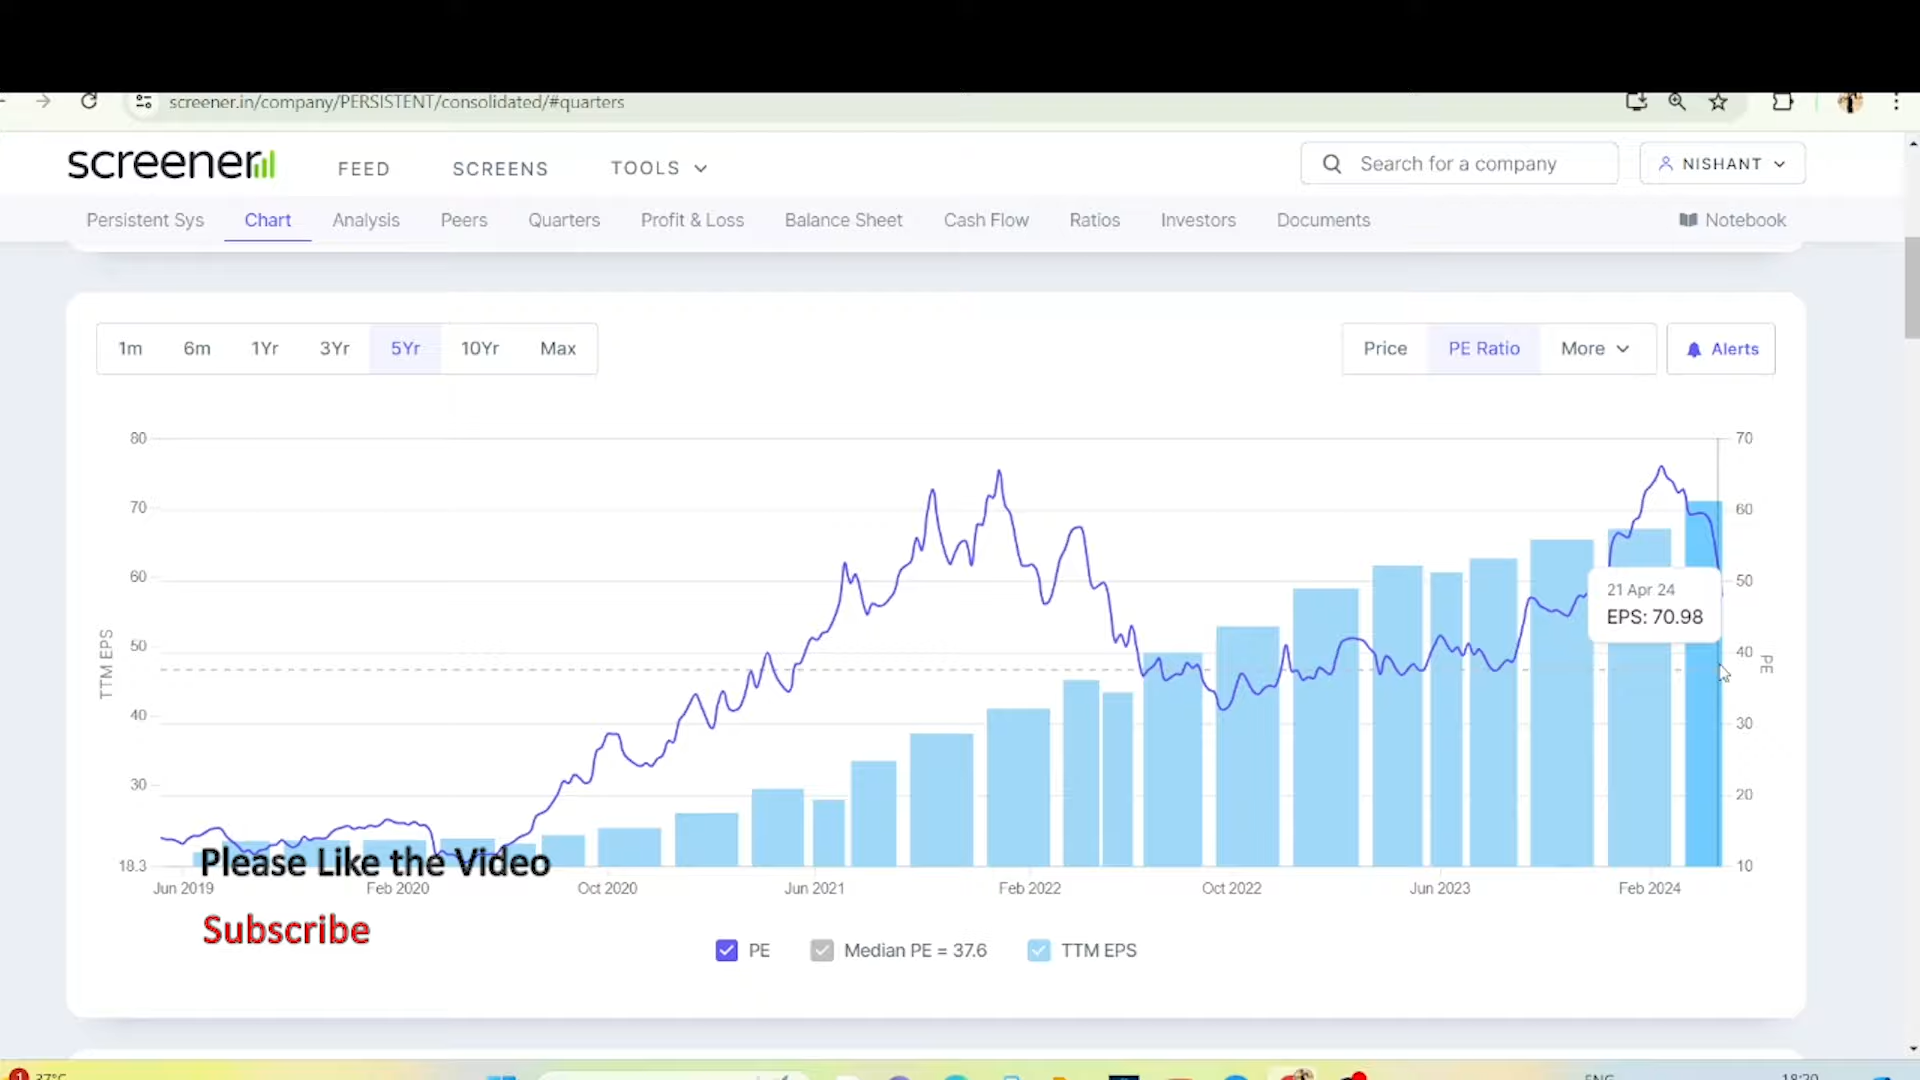 screener.in/company/PERSISTENT/consolidated/#quarters
screener FEED SCREENS TOOLS Search for a company NISHANT
Persistent Sys Chart Analysis Peers Quarters Profit & Loss Balance Sheet Cash Flow Ratios Investors Documents Notebook
1m 6m 1Yr 3Yr 5Yr 10Yr Max Price PE Ratio More Alerts
80 70
70 60
60 50
21 Apr 24
EPS: 70.98
50 40
TTM EPS
PE
40 30
30 20
18.3 10
Please Like the Video
Jun 2019 Feb 2020 Oct 2020 Jun 2021 Feb 2022 Oct 2022 Jun 2023 Feb 2024
Subscribe
PE Median PE = 37.6 TTM EPS